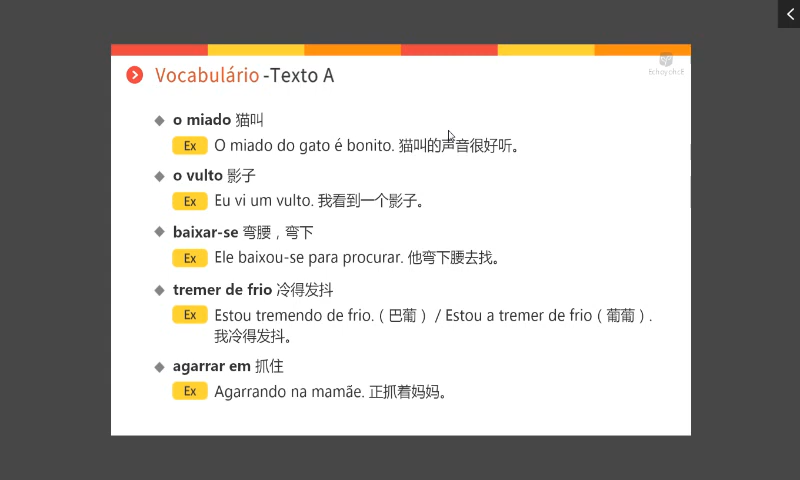 Vocabulário -Texto A
o miado 猫叫
Ex O miado do gato é bonito. 猫叫的声音很好听。
o vulto 影子
Ex Eu vi um vulto. 我看到一个影子。
baixar-se 弯腰，弯下
Ex Ele baixou-se para procurar. 他弯下腰去找。
tremer de frio 冷得发抖
Ex Estou tremendo de frio.（巴葡） / Estou a tremer de frio（葡葡）.
我冷得发抖。
agarrar em 抓住
Ex Agarrando na mamãe. 正抓着妈妈。